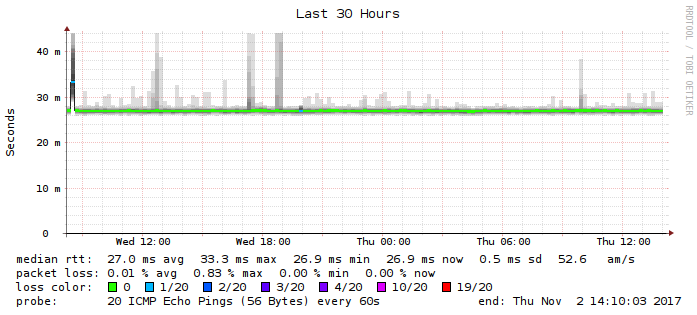 Last 30 Hours
RRDTOOL / TOBI OETIKER
Seconds
40 m
30 m
20 m
10 m
0
Wed 12:00 Wed 18:00 Thu 00:00 Thu 06:00 Thu 12:00
median rtt: 27.0 ms avg 33.3 ms max 26.9 ms min 26.9 ms now 0.5 ms sd 52.6 am/s
packet loss: 0.01 % avg 0.83 % max 0.00 % min 0.00 % now
loss color: 0 1/20 2/20 3/20 4/20 10/20 19/20
probe: 20 ICMP Echo Pings (56 Bytes) every 60s end: Thu Nov 2 14:10:03 2017